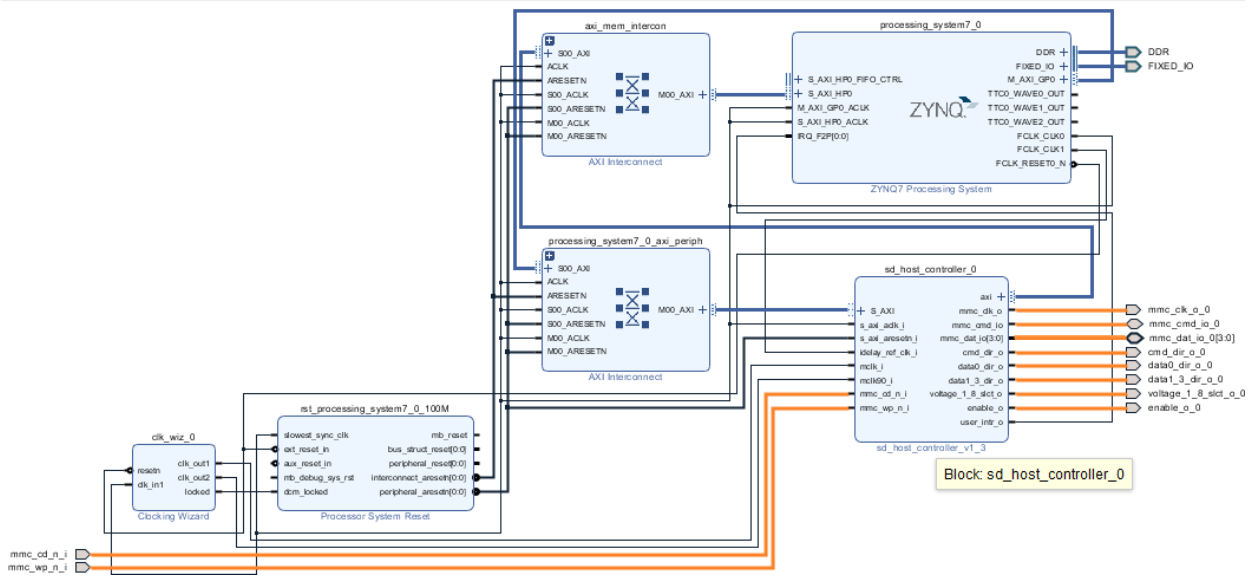 axi_mem_intercon
S00_AXI
ACLK
ARESETN
S00_ACLK
S00_ARESETN
M00_ACLK
M00_ARESETN
M00_AXI
AXI Interconnect
processing_system7_0
S_AXI_HP0_FIFO_CTRL
S_AXI_HP0
M_AXI_GP0_ACLK
S_AXI_HP0_ACLK
IRQ_F2P[0:0]
ZYNQ
DDR
FIXED_IO
M_AXI_GP0
TTC0_WAVE0_OUT
TTC0_WAVE1_OUT
TTC0_WAVE2_OUT
FCLK_CLK0
FCLK_CLK1
FCLK_RESET0_N
ZYNQ7 Processing System
DDR
FIXED_IO
processing_system7_0_axi_periph
S00_AXI
ACLK
ARESETN
S00_ACLK
S00_ARESETN
M00_ACLK
M00_ARESETN
M00_AXI
AXI Interconnect
sd_host_controller_0
S_AXI
s_axi_aclk_i
s_axi_aresetn_i
idelay_ref_clk_i
mclk_i
mclk90_i
mmc_cd_n_i
mmc_wp_n_i
axi
mmc_clk_o
mmc_cmd_io
mmc_dat_io[3:0]
cmd_dir_o
data0_dir_o
data1_3_dir_o
voltage_1_8_slct_o
enable_o
user_intr_o
sd_host_controller_v1_3
mmc_clk_o_0
mmc_cmd_io_0
mmc_dat_io_0[3:0]
cmd_dir_o_0
data0_dir_o_0
data1_3_dir_o_0
voltage_1_8_slct_o_0
enable_o_0
Block: sd_host_controller_0
rst_processing_system7_0_100M
slowest_sync_clk
ext_reset_in
aux_reset_in
mb_debug_sys_rst
dcm_locked
mb_reset
bus_struct_reset[0:0]
peripheral_reset[0:0]
interconnect_aresetn[0:0]
peripheral_aresetn[0:0]
Processor System Reset
clk_wiz_0
resetn
clk_in1
clk_out1
clk_out2
locked
Clocking Wizard
mmc_cd_n_i
mmc_wp_n_i